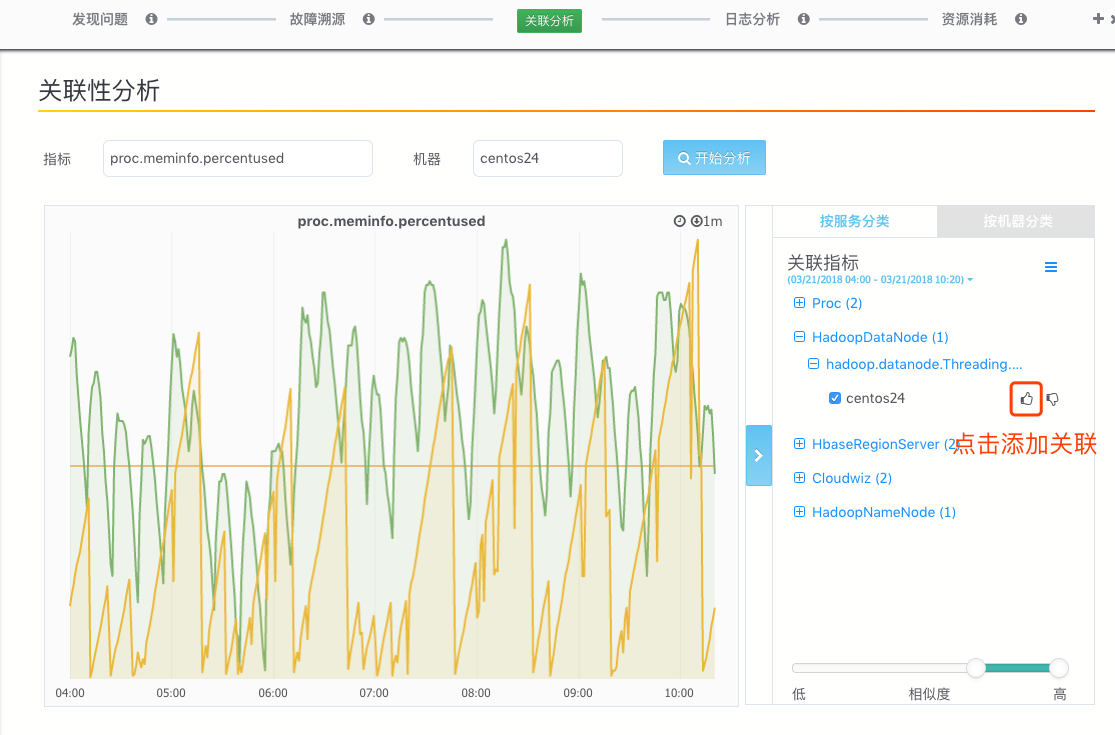 发现问题 故障溯源 关联分析 日志分析 资源消耗
关联性分析
指标 proc.meminfo.percentused 机器 centos24 开始分析
proc.meminfo.percentused 1m
按服务分类 按机器分类
关联指标
(03/21/2018 04:00 - 03/21/2018 10:20)
Proc (2)
HadoopDataNode (1)
hadoop.datanode.Threading....
centos24
HbaseRegionServer (2)
点击添加关联
Cloudwiz (2)
HadoopNameNode (1)
04:00 05:00 06:00 07:00 08:00 09:00 10:00
低 相似度 高